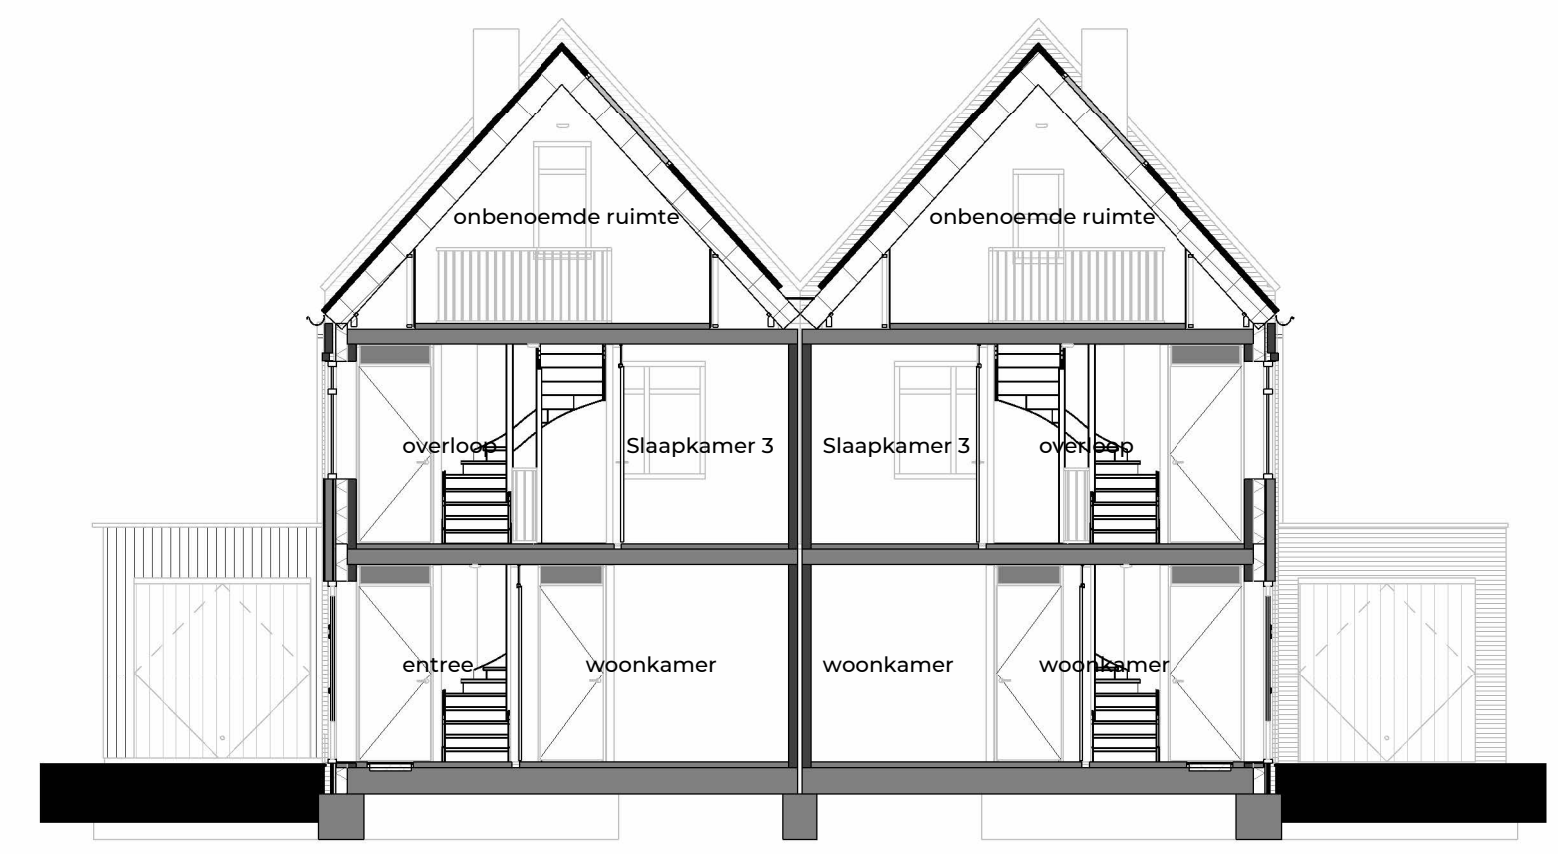 onbenoemde ruimte
onbenoemde ruimte
overloop
Slaapkamer 3
Slaapkamer 3
overloop
entree
woonkamer
woonkamer
woonkamer